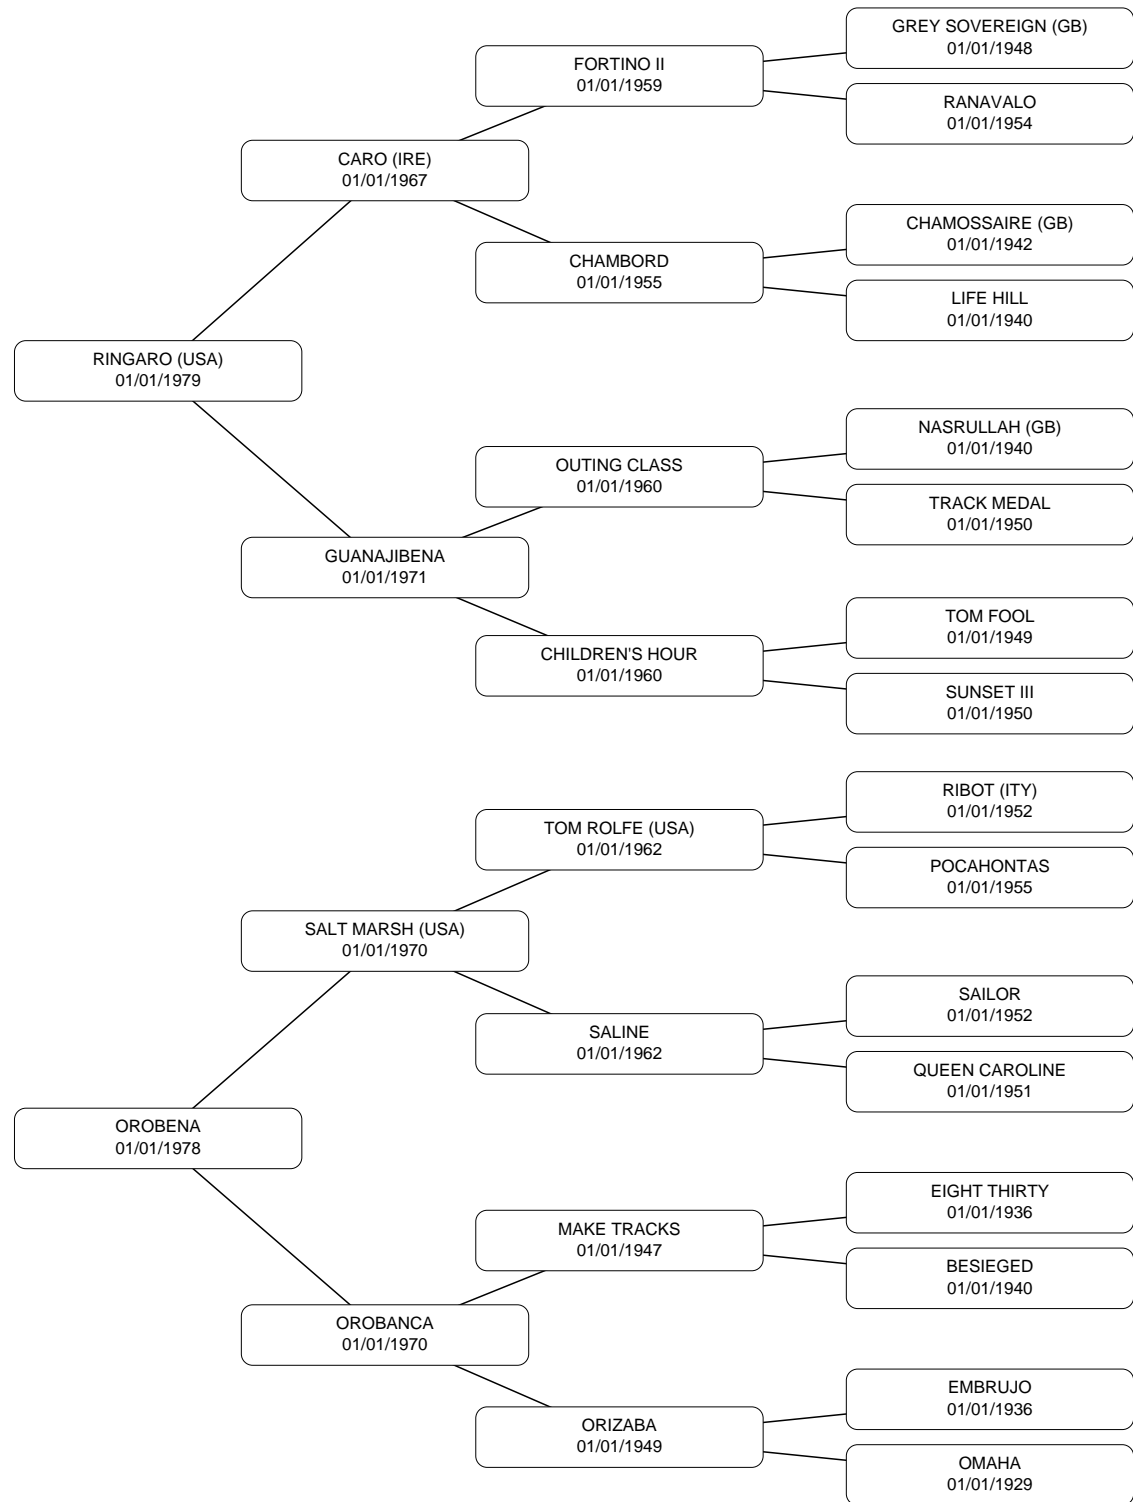 GREY SOVEREIGN (GB)
01/01/1948
FORTINO II
01/01/1959
RANAVALO
01/01/1954
CARO (IRE)
01/01/1967
CHAMOSSAIRE (GB)
01/01/1942
CHAMBORD
01/01/1955
LIFE HILL
01/01/1940
RINGARO (USA)
01/01/1979
NASRULLAH (GB)
01/01/1940
OUTING CLASS
01/01/1960
TRACK MEDAL
01/01/1950
GUANAJIBENA
01/01/1971
TOM FOOL
01/01/1949
CHILDREN'S HOUR
01/01/1960
SUNSET III
01/01/1950
RIBOT (ITY)
01/01/1952
TOM ROLFE (USA)
01/01/1962
POCAHONTAS
01/01/1955
SALT MARSH (USA)
01/01/1970
SAILOR
01/01/1952
SALINE
01/01/1962
QUEEN CAROLINE
01/01/1951
OROBENA
01/01/1978
EIGHT THIRTY
01/01/1936
MAKE TRACKS
01/01/1947
BESIEGED
01/01/1940
OROBANCA
01/01/1970
EMBRUJO
01/01/1936
ORIZABA
01/01/1949
OMAHA
01/01/1929